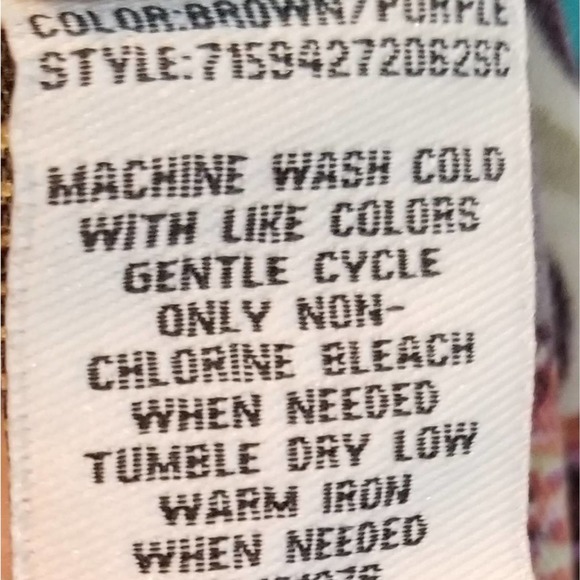 COLOR:BROWN/PURPLE
STYLE:71594272062SC
MACHINE WASH COLD
WITH LIKE COLORS
GENTLE CYCLE
ONLY NON-
CHLORINE BLEACH
WHEN NEEDED
TUMBLE DRY LOW
WARM IRON
WHEN NEEDED